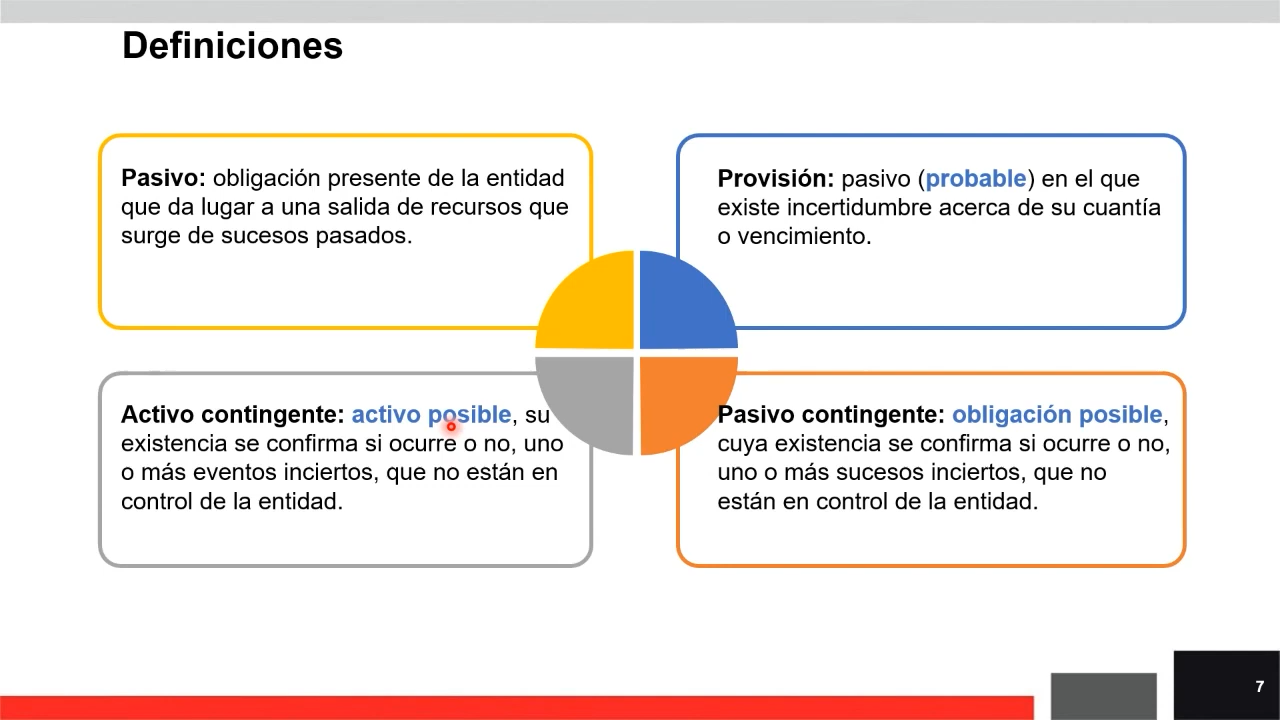 Definiciones
Pasivo: obligación presente de la entidad
que da lugar a una salida de recursos que
surge de sucesos pasados.
Provisión: pasivo (probable) en el que
existe incertidumbre acerca de su cuantía
o vencimiento.
Activo contingente: activo posible, su
existencia se confirma si ocurre o no, uno
o más eventos inciertos, que no están en
control de la entidad.
Pasivo contingente: obligación posible,
cuya existencia se confirma si ocurre o no,
uno o más sucesos inciertos, que no
están en control de la entidad.
7